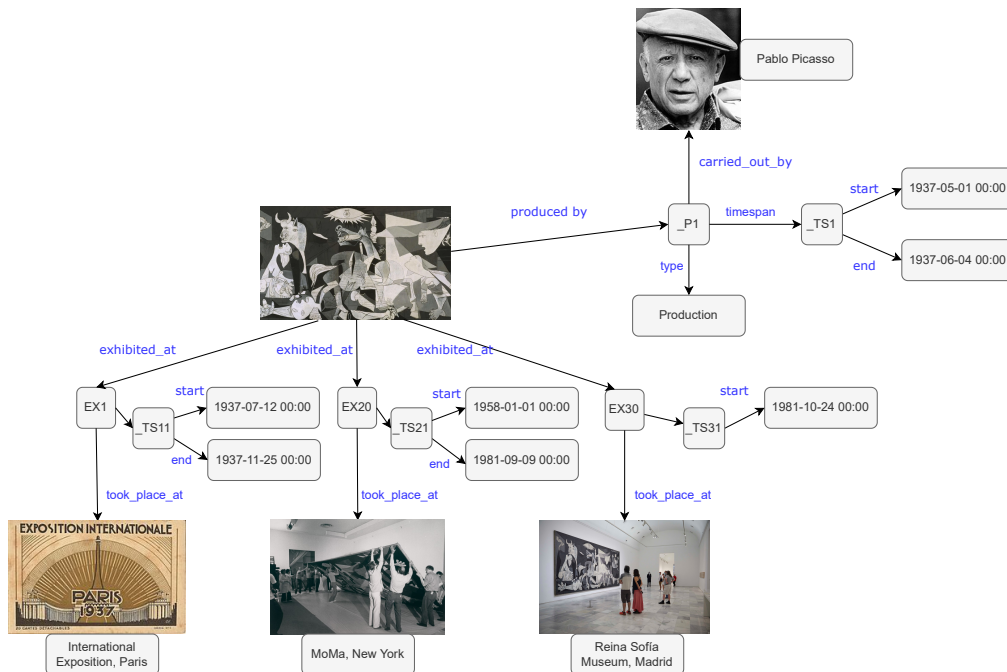 Pablo Picasso
carried_out_by
produced by
_P1
timespan
_TS1
start
1937-05-01 00:00
end
1937-06-04 00:00
type
Production
exhibited_at
exhibited_at
exhibited_at
EX1
_TS11
start
1937-07-12 00:00
end
1937-11-25 00:00
EX20
_TS21
start
1958-01-01 00:00
end
1981-09-09 00:00
EX30
_TS31
start
1981-10-24 00:00
took_place_at
took_place_at
took_place_at
EXPOSITION INTERNATIONALE
PARIS
1937
International
Exposition, Paris
MoMa, New York
Reina Sofía
Museum, Madrid